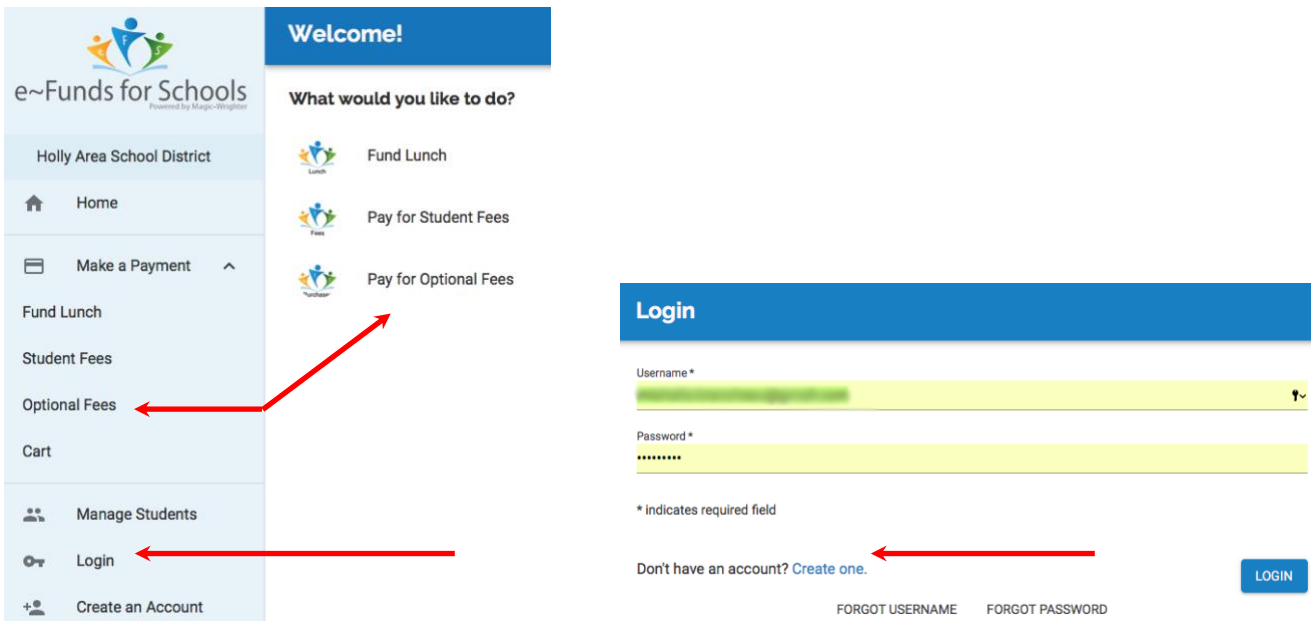 e F S
e~Funds for Schools
Powered by Magic-Wrighter
Holly Area School District
Home
Make a Payment
Fund Lunch
Student Fees
Optional Fees
Cart
Manage Students
Login
Create an Account
Welcome!
What would you like to do?
Lunch
Fund Lunch
Fees
Pay for Student Fees
Pay for Optional Fees
Login
Username *
Password *
•••••••••
* indicates required field
Don't have an account? Create one.
LOGIN
FORGOT USERNAME FORGOT PASSWORD